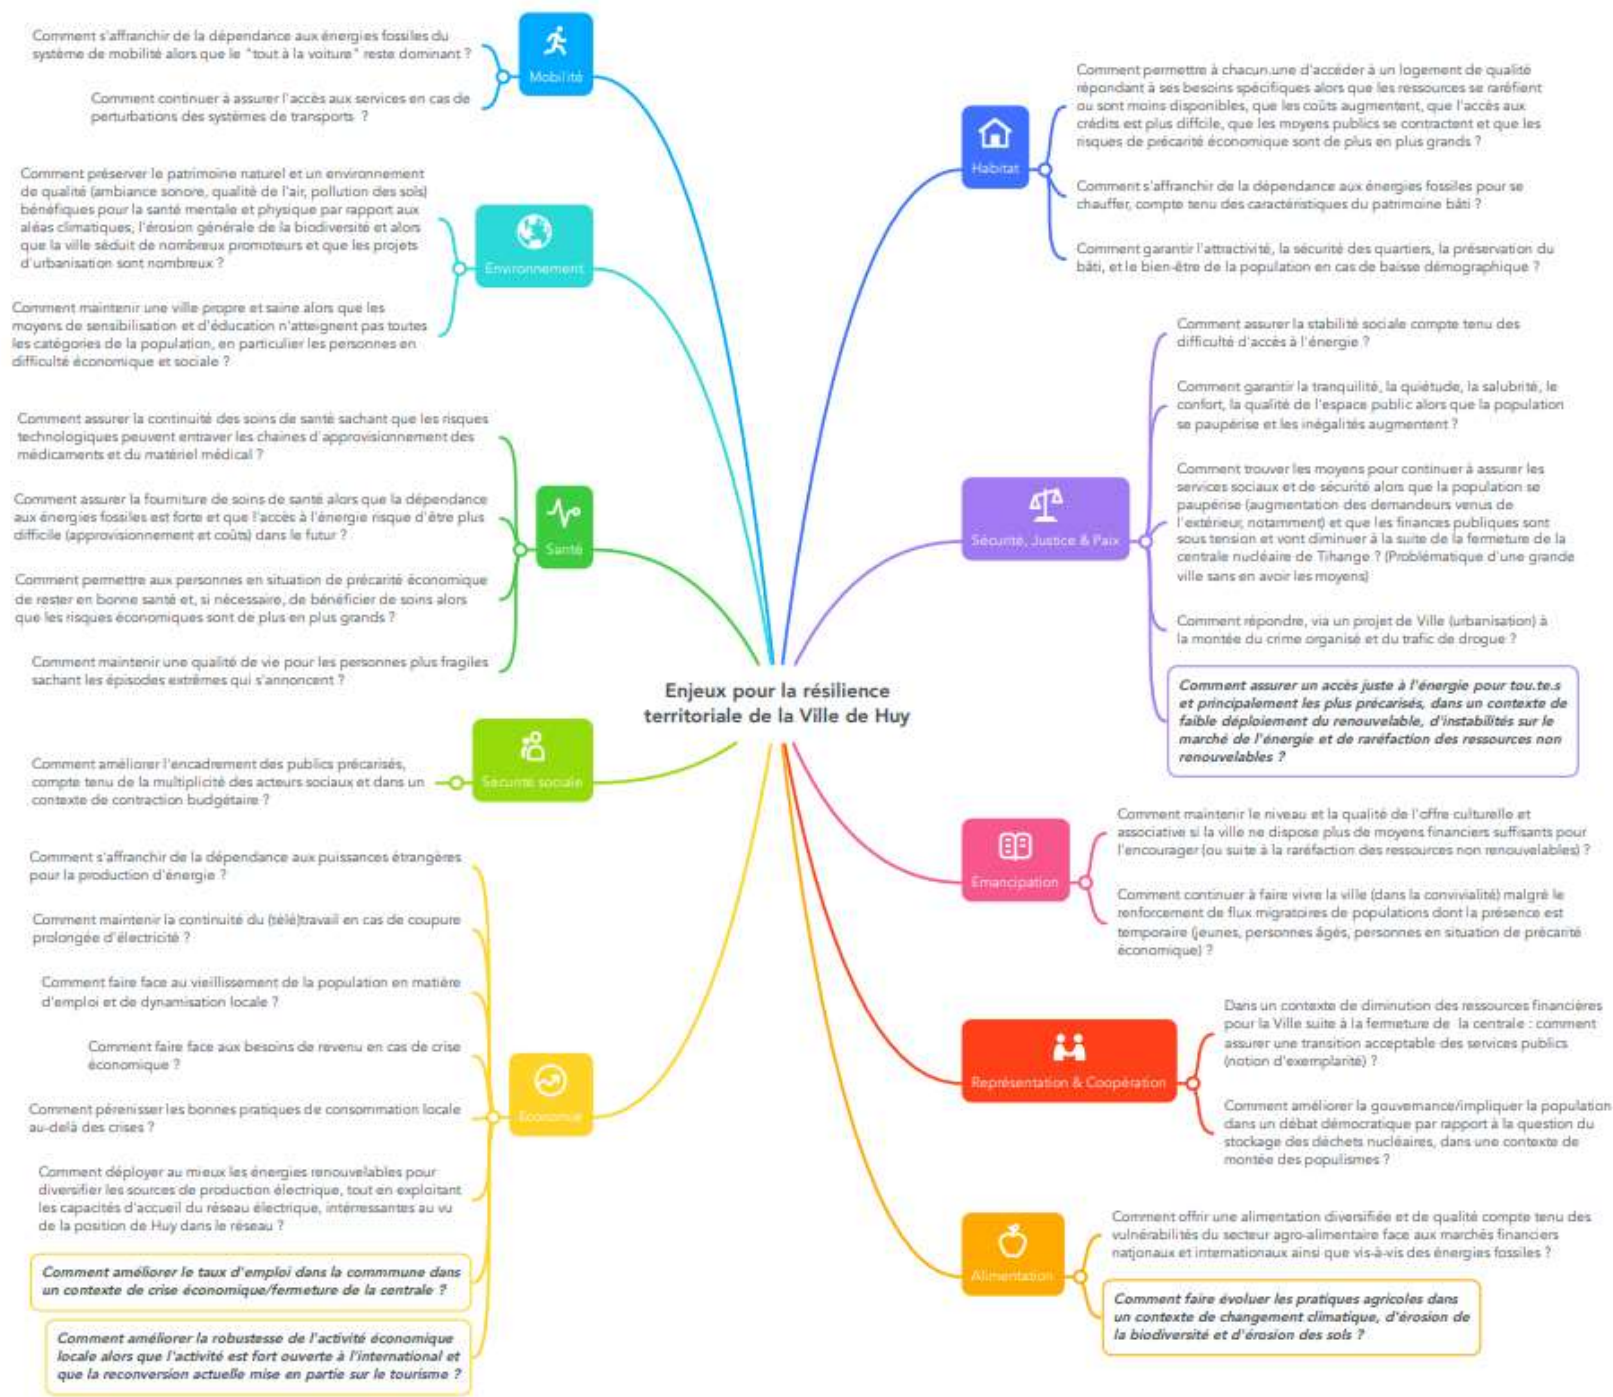 Comment s'affranchir de la dépendance aux énergies fossiles du
système de mobilité alors que le "tout à la voiture" reste dominant ?
Mobilité
Comment continuer à assurer l'accès aux services en cas de
perturbations des systèmes de transports ?
Comment préserver le patrimoine naturel et un environnement
de qualité (ambiance sonore, qualité de l'air, pollution des sols)
bénéfiques pour la santé mentale et physique par rapport aux
aléas climatiques, l'érosion générale de la biodiversité et alors
que la ville séduit de nombreux promoteurs et que les projets
d'urbanisation sont nombreux ?
Environnement
Comment maintenir une ville propre et saine alors que les
moyens de sensibilisation et d'éducation n'atteignent pas toutes
les catégories de la population, en particulier les personnes en
difficulté économique et sociale ?
Comment assurer la continuité des soins de santé sachant que les risques
technologiques peuvent entraver les chaines d'approvisionnement des
médicaments et du matériel médical ?
Comment assurer la fourniture de soins de santé alors que la dépendance
aux énergies fossiles est forte et que l'accès à l'énergie risque d'être plus
difficile (approvisionnement et coûts) dans le futur ?
Santé
Comment permettre aux personnes en situation de précarité économique
de rester en bonne santé et, si nécessaire, de bénéficier de soins alors
que les risques économiques sont de plus en plus grands ?
Comment maintenir une qualité de vie pour les personnes plus fragiles
sachant les épisodes extrêmes qui s'annoncent ?
Comment améliorer l'encadrement des publics précarisés,
compte tenu de la multiplicité des acteurs sociaux et dans un
contexte de contraction budgétaire ?
Sécurité sociale
Comment s'affranchir de la dépendance aux puissances étrangères
pour la production d'énergie ?
Comment maintenir la continuité du (télé)travail en cas de coupure
prolongée d'électricité ?
Comment faire face au vieillissement de la population en matière
d'emploi et de dynamisation locale ?
Comment faire face aux besoins de revenu en cas de crise
économique ?
Economie
Comment pérenisser les bonnes pratiques de consommation locale
au-delà des crises ?
Comment déployer au mieux les énergies renouvelables pour
diversifier les sources de production électrique, tout en exploitant
les capacités d'accueil du réseau électrique, intérressantes au vu
de la position de Huy dans le réseau ?
Comment améliorer le taux d'emploi dans la commmune dans
un contexte de crise économique/fermeture de la centrale ?
Comment améliorer la robustesse de l'activité économique
locale alors que l'activité est fort ouverte à l'international et
que la reconversion actuelle mise en partie sur le tourisme ?
Enjeux pour la résilience
territoriale de la Ville de Huy
Comment permettre à chacun.une d'accéder à un logement de qualité
répondant à ses besoins spécifiques alors que les ressources se raréfient
ou sont moins disponibles, que les coûts augmentent, que l'accès aux
crédits est plus diffcile, que les moyens publics se contractent et que les
risques de précarité économique sont de plus en plus grands ?
Habitat
Comment s'affranchir de la dépendance aux énergies fossiles pour se
chauffer, compte tenu des caractéristiques du patrimoine bâti ?
Comment garantir l'attractivité, la sécurité des quartiers, la préservation du
bâti, et le bien-être de la population en cas de baisse démographique ?
Comment assurer la stabilité sociale compte tenu des
difficulté d'accès à l'énergie ?
Comment garantir la tranquilité, la quiétude, la salubrité, le
confort, la qualité de l'espace public alors que la population
se paupérise et les inégalités augmentent ?
Comment trouver les moyens pour continuer à assurer les
services sociaux et de sécurité alors que la population se
paupérise (augmentation des demandeurs venus de
l'extérieur, notamment) et que les finances publiques sont
sous tension et vont diminuer à la suite de la fermeture de la
centrale nucléaire de Tihange ? (Problématique d'une grande
ville sans en avoir les moyens)
Sécurité, Justice & Paix
Comment répondre, via un projet de Ville (urbanisation) à
la montée du crime organisé et du trafic de drogue ?
Comment assurer un accès juste à l'énergie pour tou.te.s
et principalement les plus précarisés, dans un contexte de
faible déploiement du renouvelable, d'instabilités sur le
marché de l'énergie et de raréfaction des ressources non
renouvelables ?
Comment maintenir le niveau et la qualité de l'offre culturelle et
associative si la ville ne dispose plus de moyens financiers suffisants pour
l'encourager (ou suite à la raréfaction des ressources non renouvelables) ?
Emancipation
Comment continuer à faire vivre la ville (dans la convivialité) malgré le
renforcement de flux migratoires de populations dont la présence est
temporaire (jeunes, personnes âgés, personnes en situation de précarité
économique) ?
Dans un contexte de diminution des ressources financières
pour la Ville suite à la fermeture de la centrale : comment
assurer une transition acceptable des services publics
(notion d'exemplarité) ?
Représentation & Coopération
Comment améliorer la gouvernance/impliquer la population
dans un débat démocratique par rapport à la question du
stockage des déchets nucléaires, dans une contexte de
montée des populismes ?
Comment offrir une alimentation diversifiée et de qualité compte tenu des
vulnérabilités du secteur agro-alimentaire face aux marchés financiers
nationaux et internationaux ainsi que vis-à-vis des énergies fossiles ?
Alimentation
Comment faire évoluer les pratiques agricoles dans
un contexte de changement climatique, d'érosion de
la biodiversité et d'érosion des sols ?